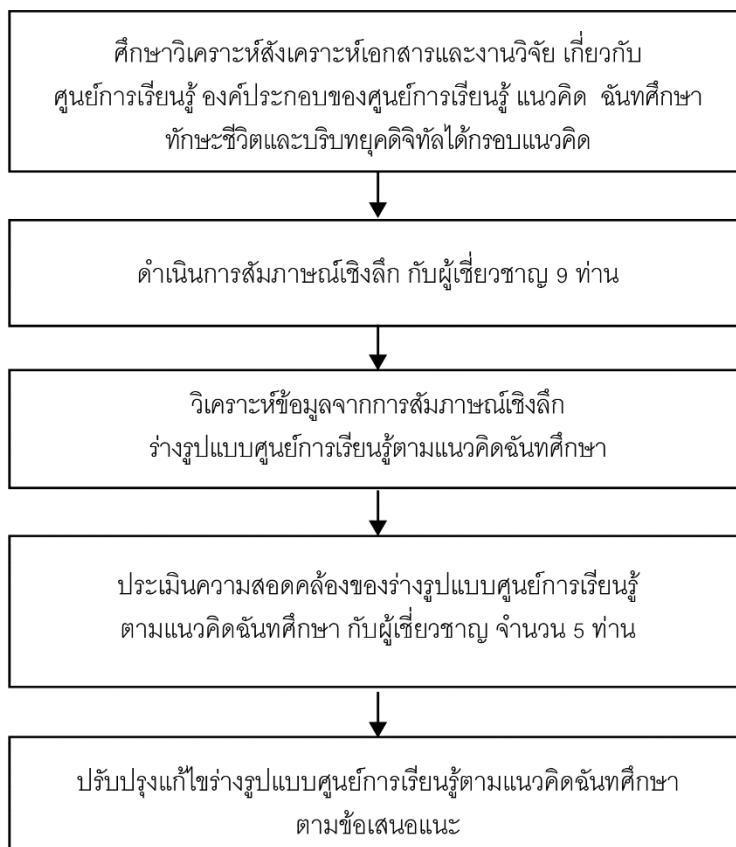 ศึกษาวิเคราะห์สังเคราะห์เอกสารและงานวิจัย เกี่ยวกับ
ศูนย์การเรียนรู้ องค์ประกอบของศูนย์การเรียนรู้ แนวคิด ฉันทศึกษา
ทักษะชีวิตและบริบทยุคดิจิทัลได้กรอบแนวคิด
ดำเนินการสัมภาษณ์เชิงลึก กับผู้เชี่ยวชาญ 9 ท่าน
วิเคราะห์ข้อมูลจากการสัมภาษณ์เชิงลึก
ร่างรูปแบบศูนย์การเรียนรู้ตามแนวคิดฉันทศึกษา
ประเมินความสอดคล้องของร่างรูปแบบศูนย์การเรียนรู้
ตามแนวคิดฉันทศึกษา กับผู้เชี่ยวชาญ จำนวน 5 ท่าน
ปรับปรุงแก้ไขร่างรูปแบบศูนย์การเรียนรู้ตามแนวคิดฉันทศึกษา
ตามข้อเสนอแนะ